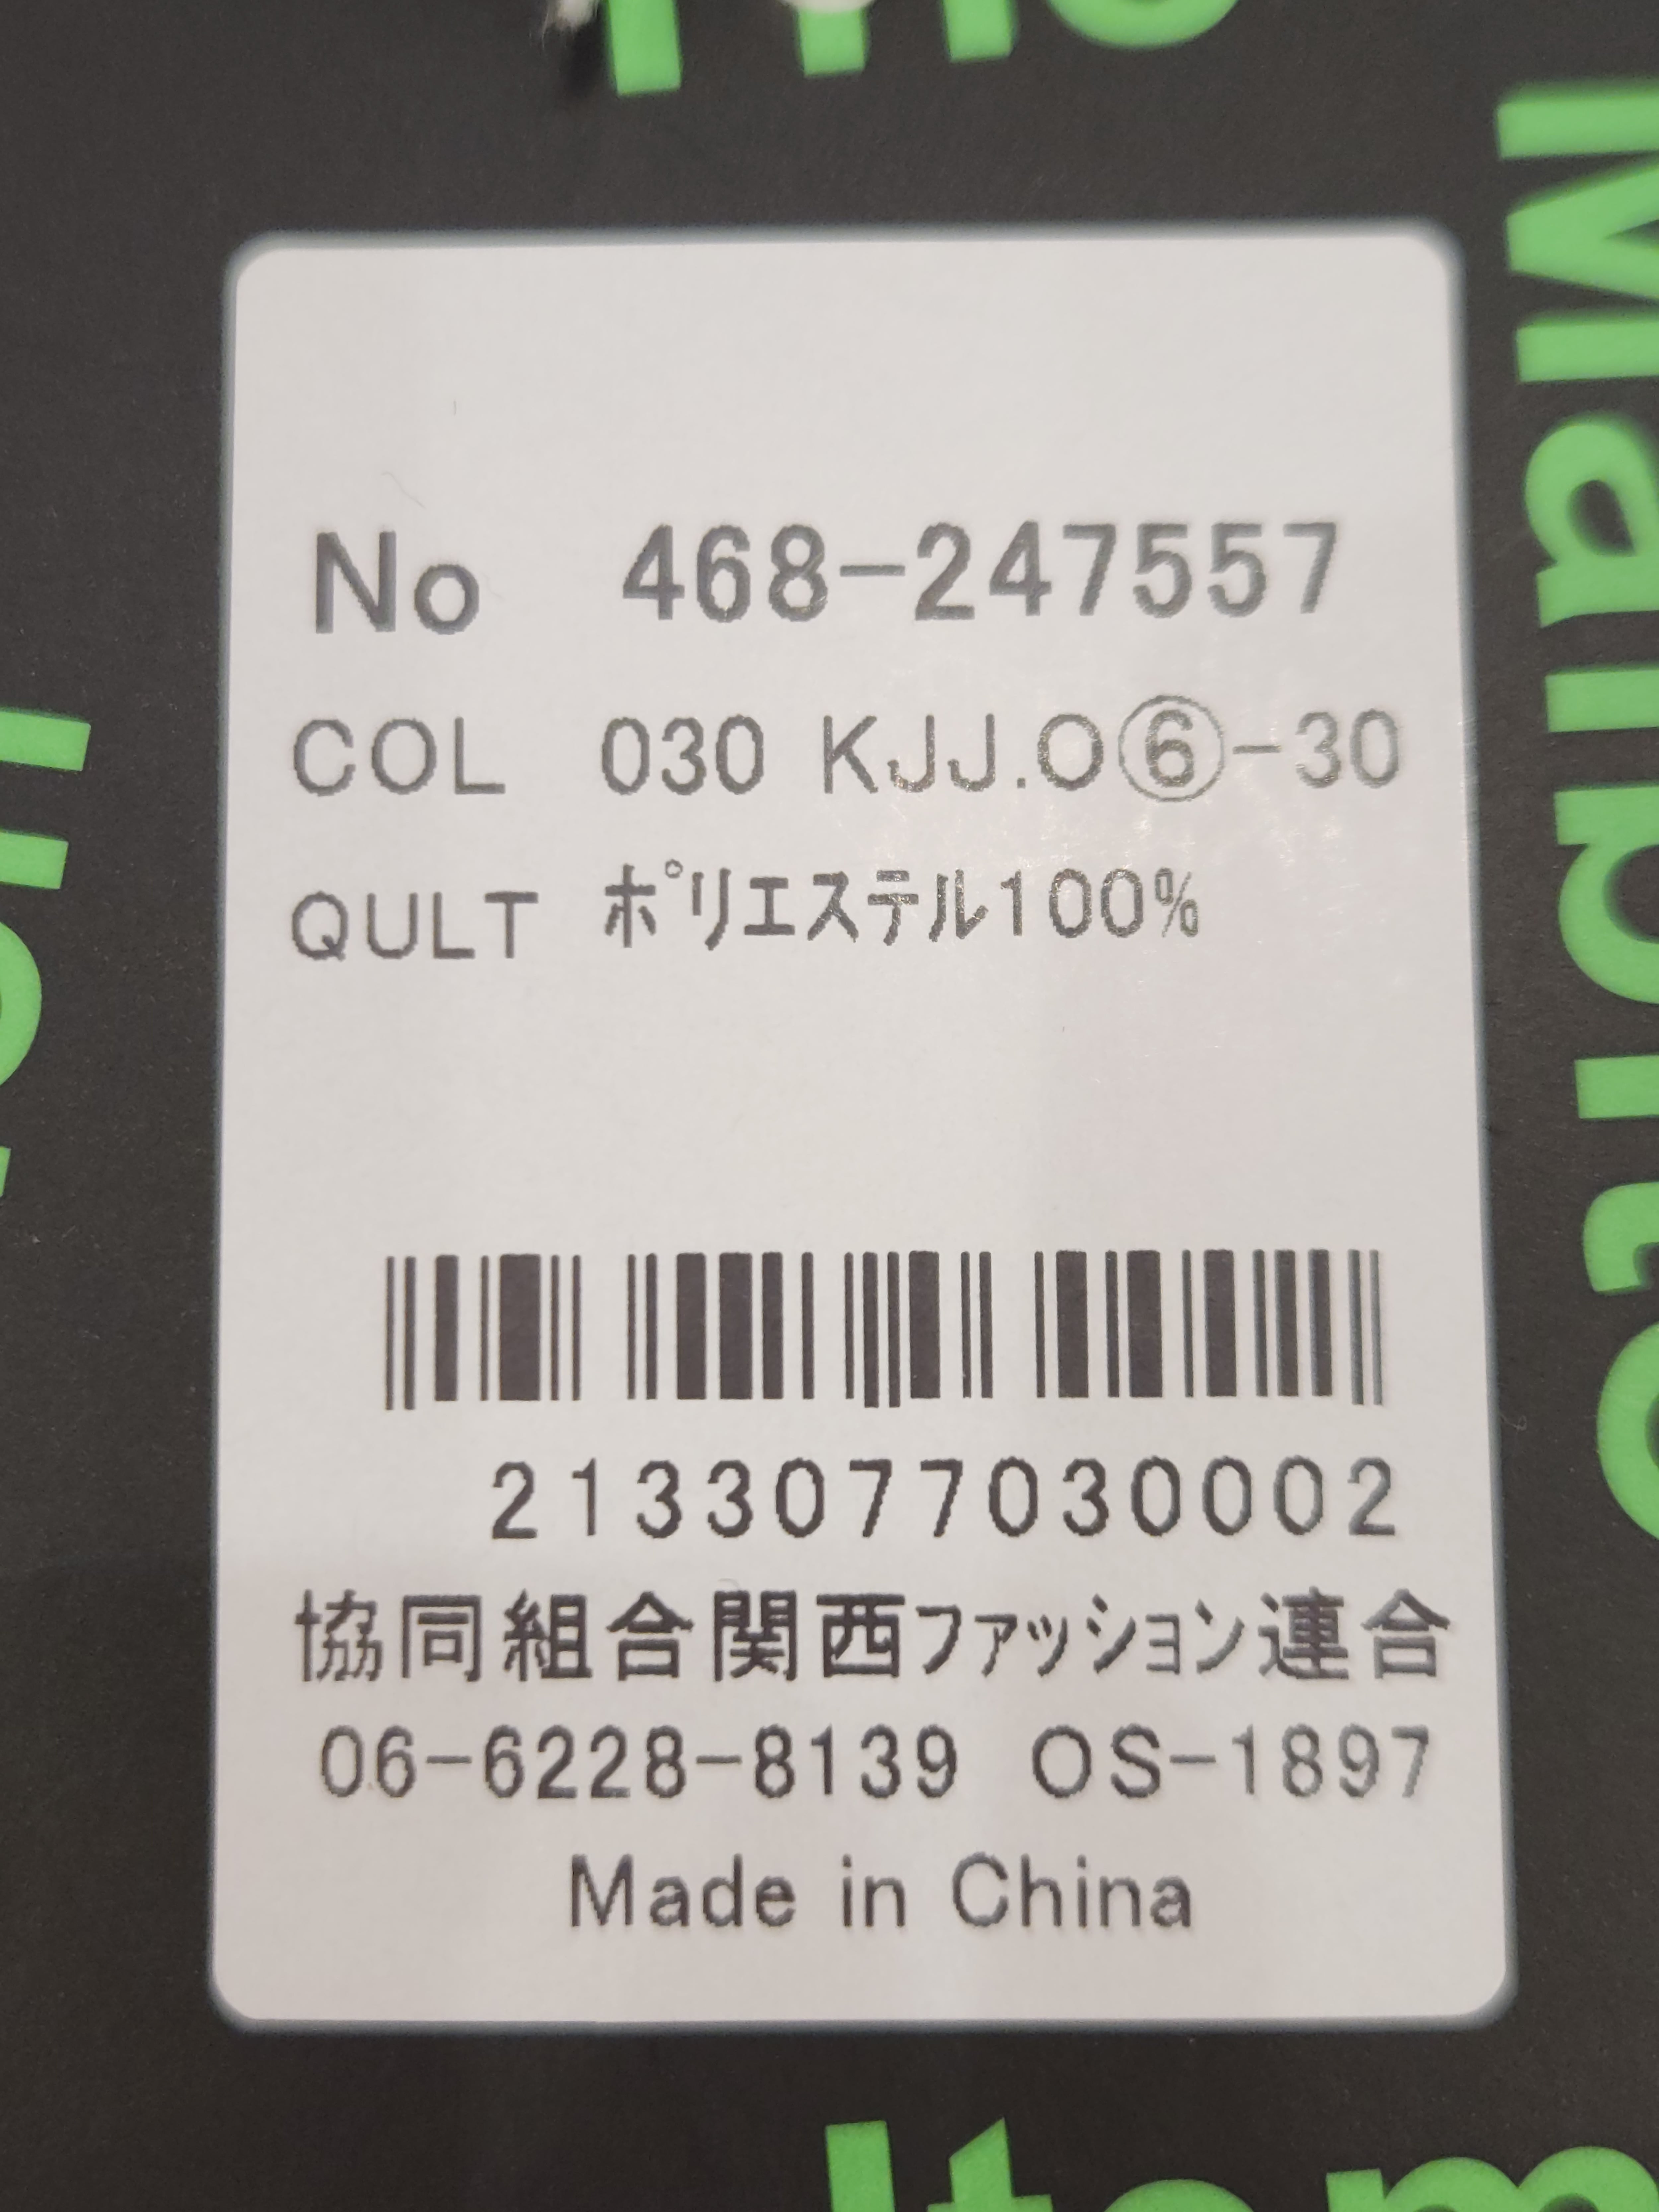 No 468-247557
COL 030 KJJ.O⑥-30
QULT ポリエステル100%
2133077030002
協同組合関西ファッション連合
06-6228-8139 OS-1897
Made in China
Item